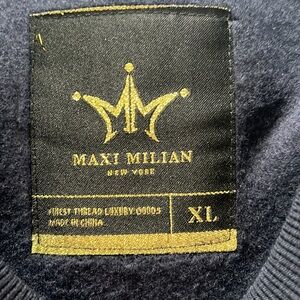 MAXI MILIAN
NEW YORK
FINEST THREAD LUXURY GOODS
MADE IN CHINA
XL